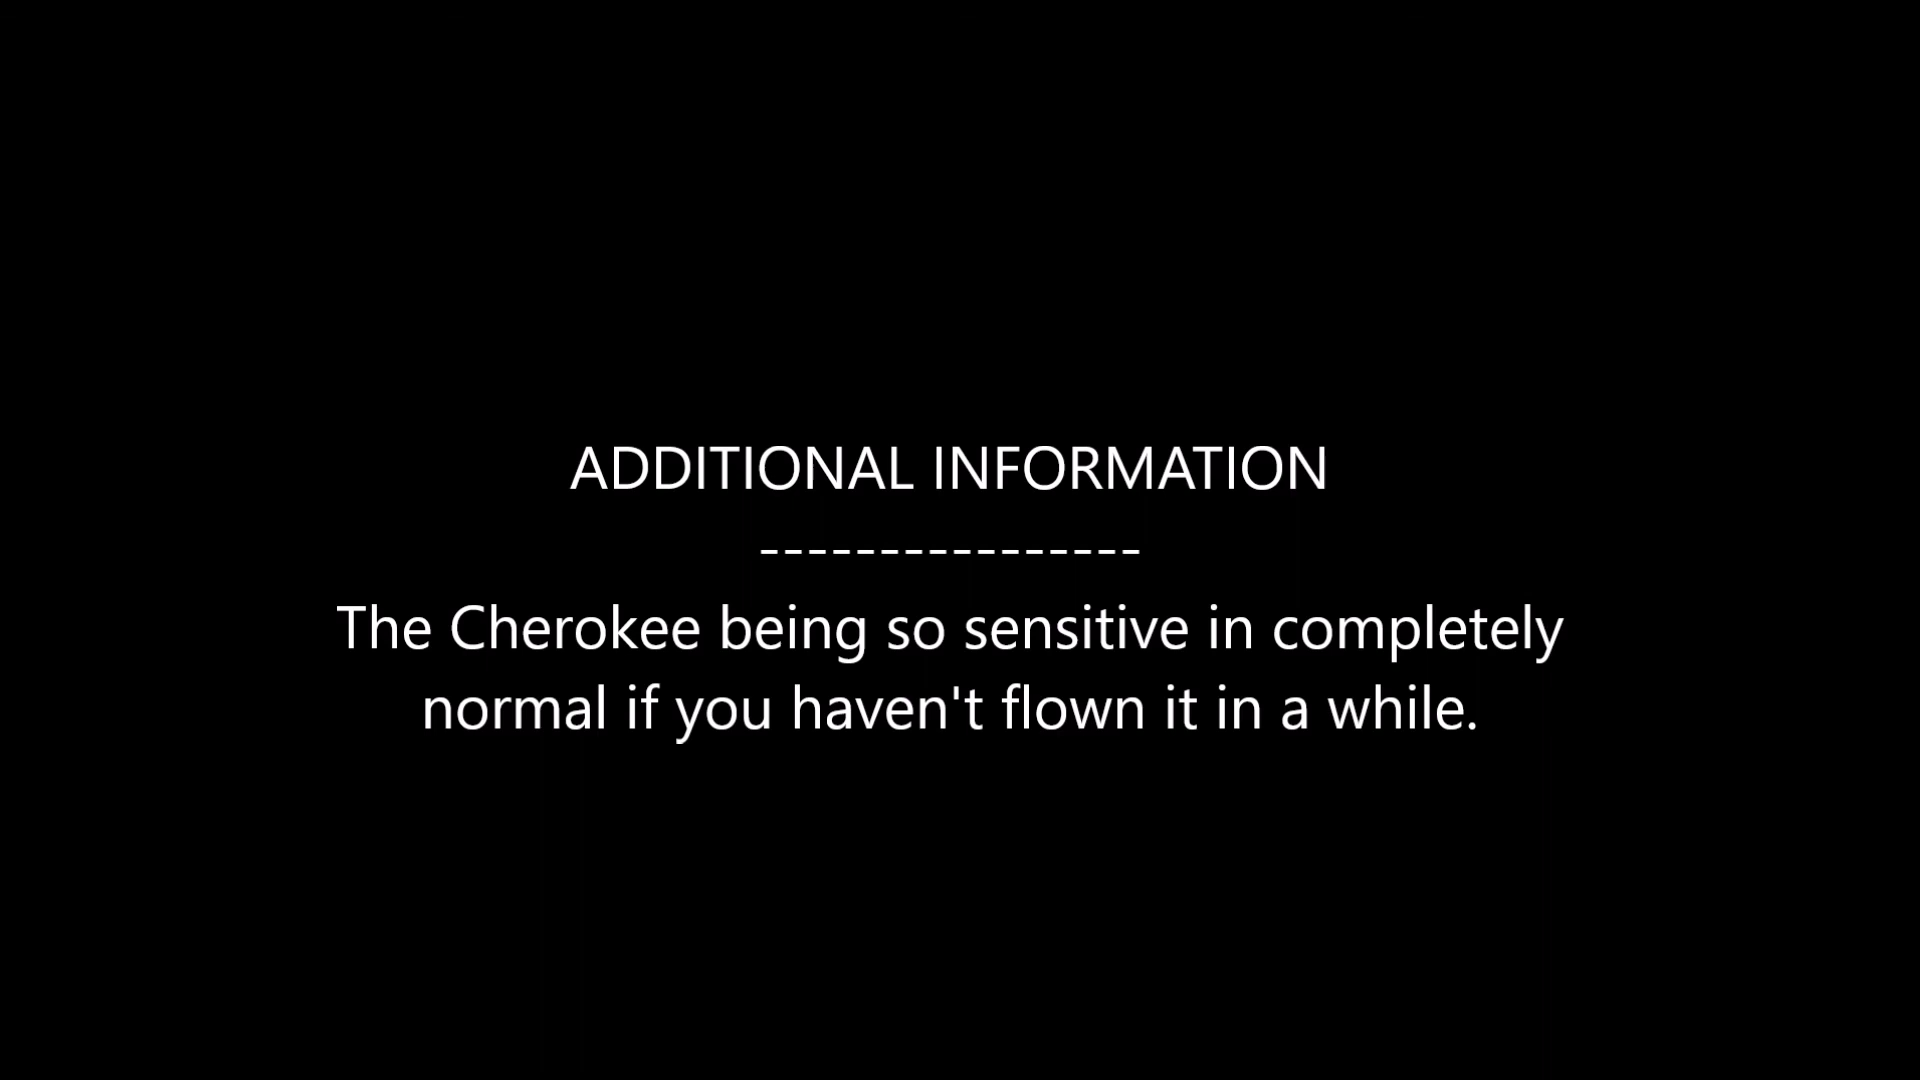 ADDITIONAL INFORMATION
----------------
The Cherokee being so sensitive in completely
normal if you haven't flown it in a while.